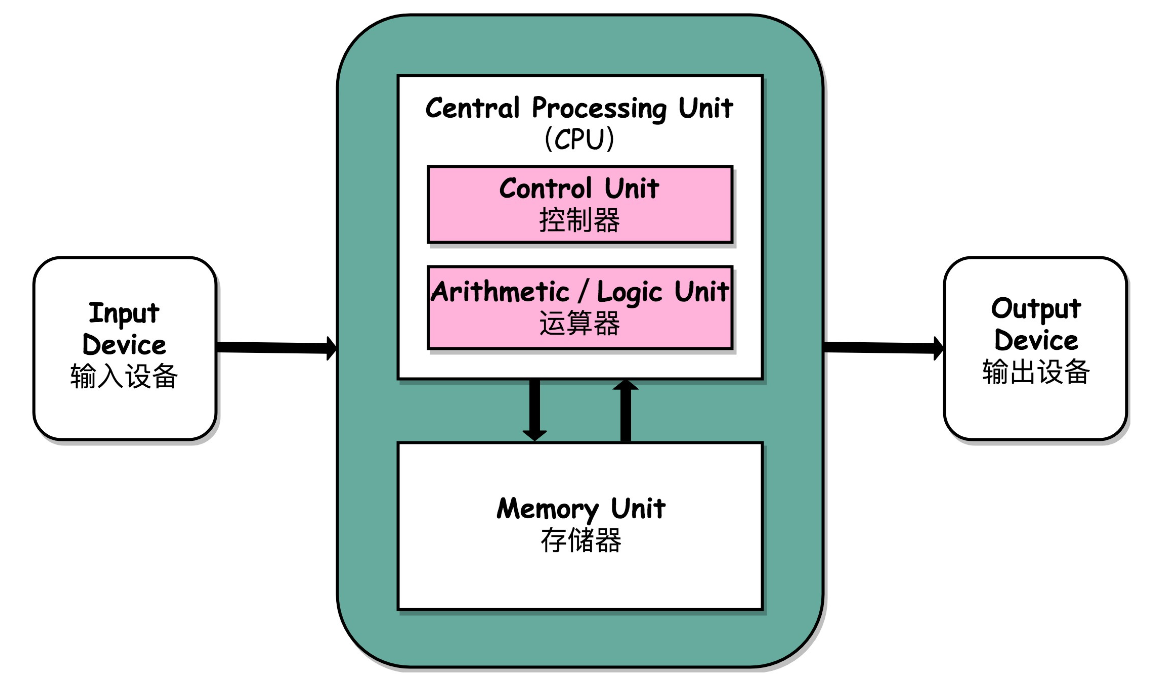 Central Processing Unit
（CPU）
Control Unit
控制器
Arithmetic / Logic Unit
运算器
Input
Device
输入设备
Output
Device
输出设备
Memory Unit
存储器